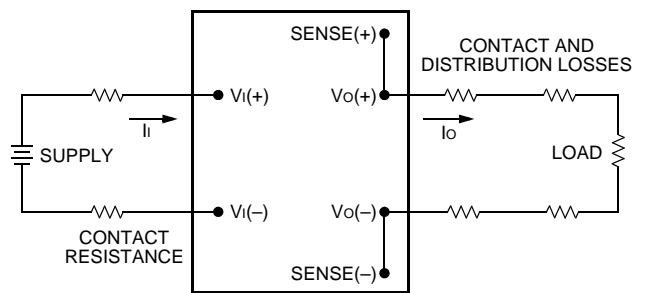 SENSE(+)
CONTACT AND
DISTRIBUTION LOSSES
VI(+)
VO(+)
II
IO
SUPPLY
LOAD
VI(–)
VO(–)
CONTACT
RESISTANCE
SENSE(–)